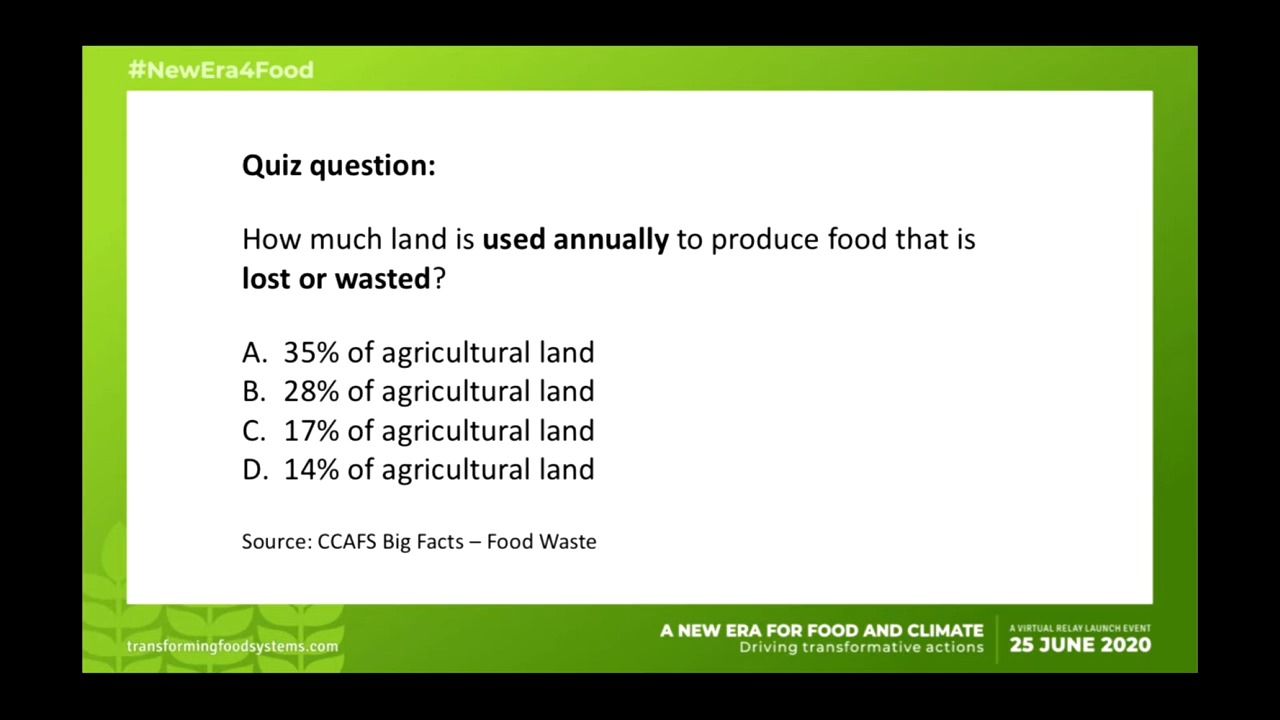 #NewEra4Food
Quiz question:
How much land is used annually to produce food that is
lost or wasted?
A. 35% of agricultural land
B. 28% of agricultural land
C. 17% of agricultural land
D. 14% of agricultural land
Source: CCAFS Big Facts – Food Waste
transformingfoodsystems.com
A NEW ERA FOR FOOD AND CLIMATE
Driving transformative actions
A VIRTUAL RELAY LAUNCH EVENT
25 JUNE 2020